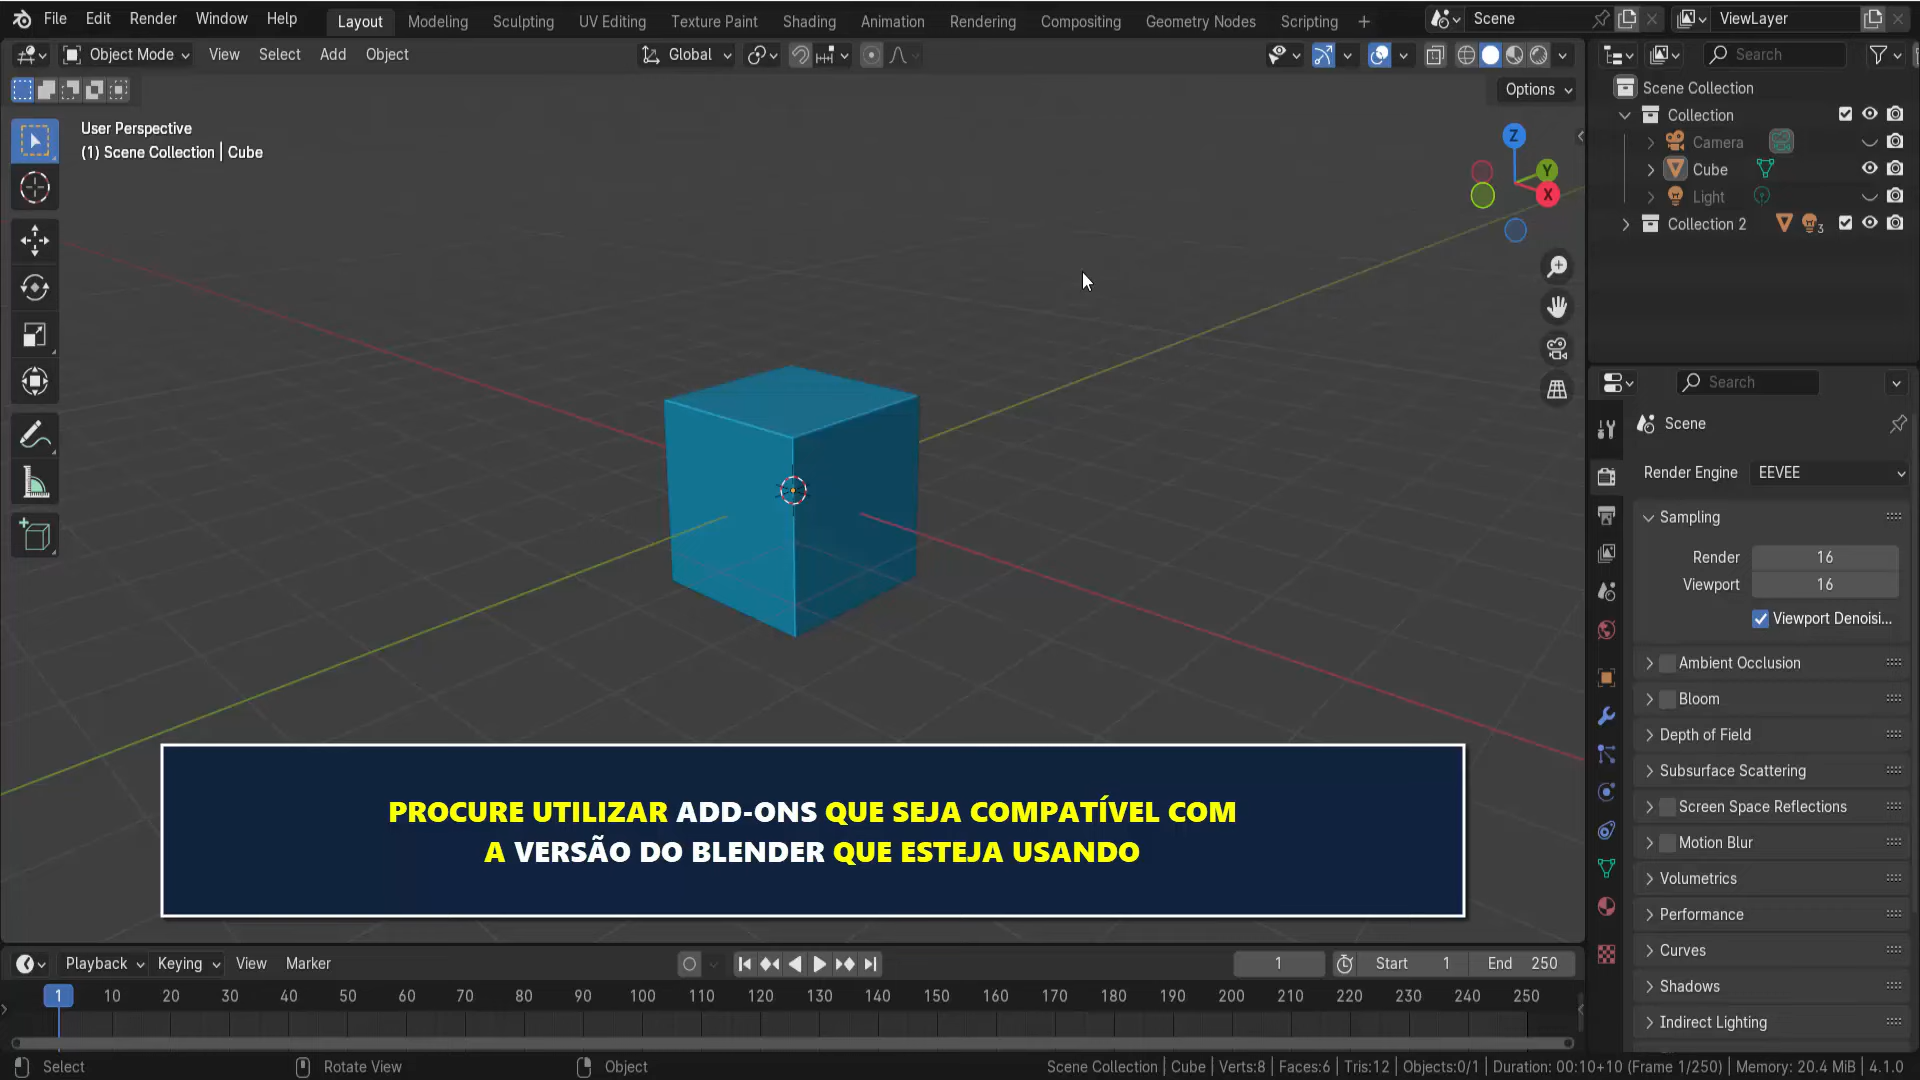 File Edit Render Window Help Layout Modeling Sculpting UV Editing Texture Paint Shading Animation Rendering Compositing Geometry Nodes Scripting + Scene ViewLayer
Object Mode View Select Add Object Global Search
Options
User Perspective
(1) Scene Collection | Cube
Z
Y
X
Scene Collection
Collection
Camera
Cube
Light
Collection 2 3
Search
Scene
Render Engine EEVEE
Sampling
Render 16
Viewport 16
Viewport Denoisi...
Ambient Occlusion
Bloom
Depth of Field
Subsurface Scattering
Screen Space Reflections
Motion Blur
Volumetrics
Performance
Curves
Shadows
Indirect Lighting
PROCURE UTILIZAR ADD-ONS QUE SEJA COMPATÍVEL COM
A VERSÃO DO BLENDER QUE ESTEJA USANDO
Playback Keying View Marker 1 Start 1 End 250
1 10 20 30 40 50 60 70 80 90 100 110 120 130 140 150 160 170 180 190 200 210 220 230 240 250
Select Rotate View Object Scene Collection | Cube | Verts:8 | Faces:6 | Tris:12 | Objects:0/1 | Duration: 00:10+10 (Frame 1/250) | Memory: 20.4 MiB | 4.1.0